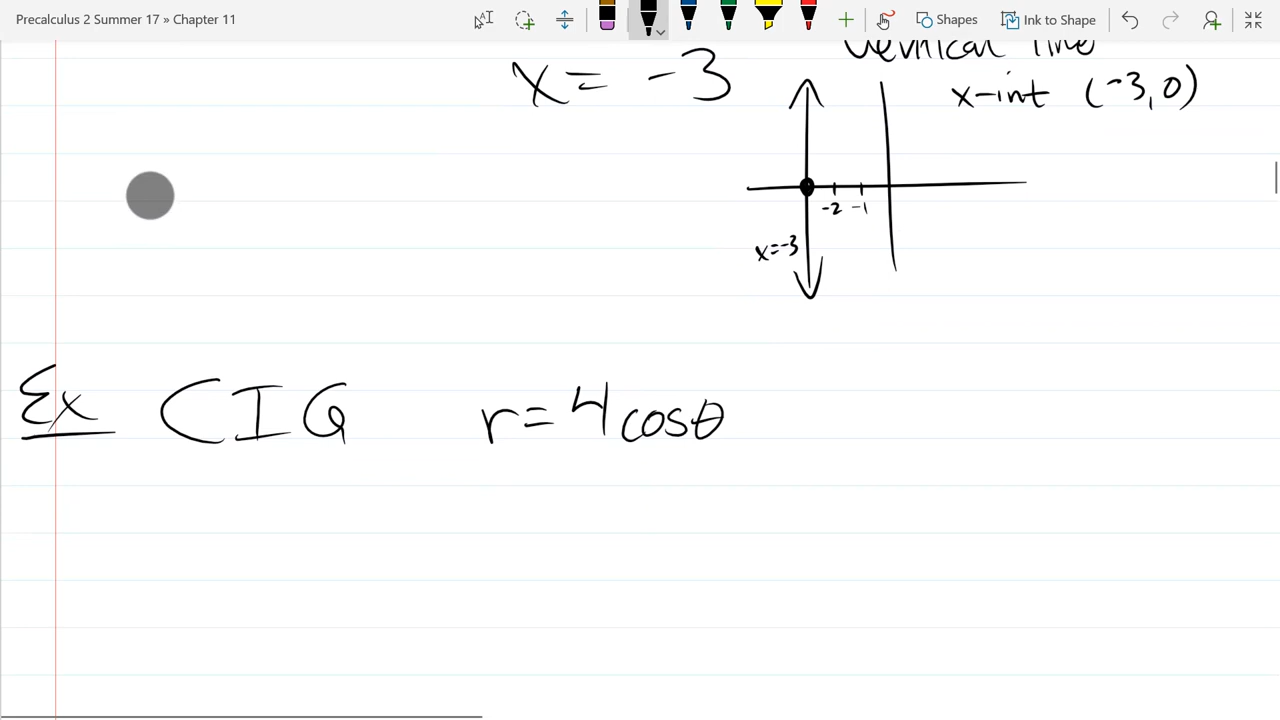 Precalculus 2 Summer 17 » Chapter 11
Shapes
Ink to Shape
vertical line
x = -3
x-int (-3, 0)
-2 -1
x=-3
Ex CIG r = 4cosθ